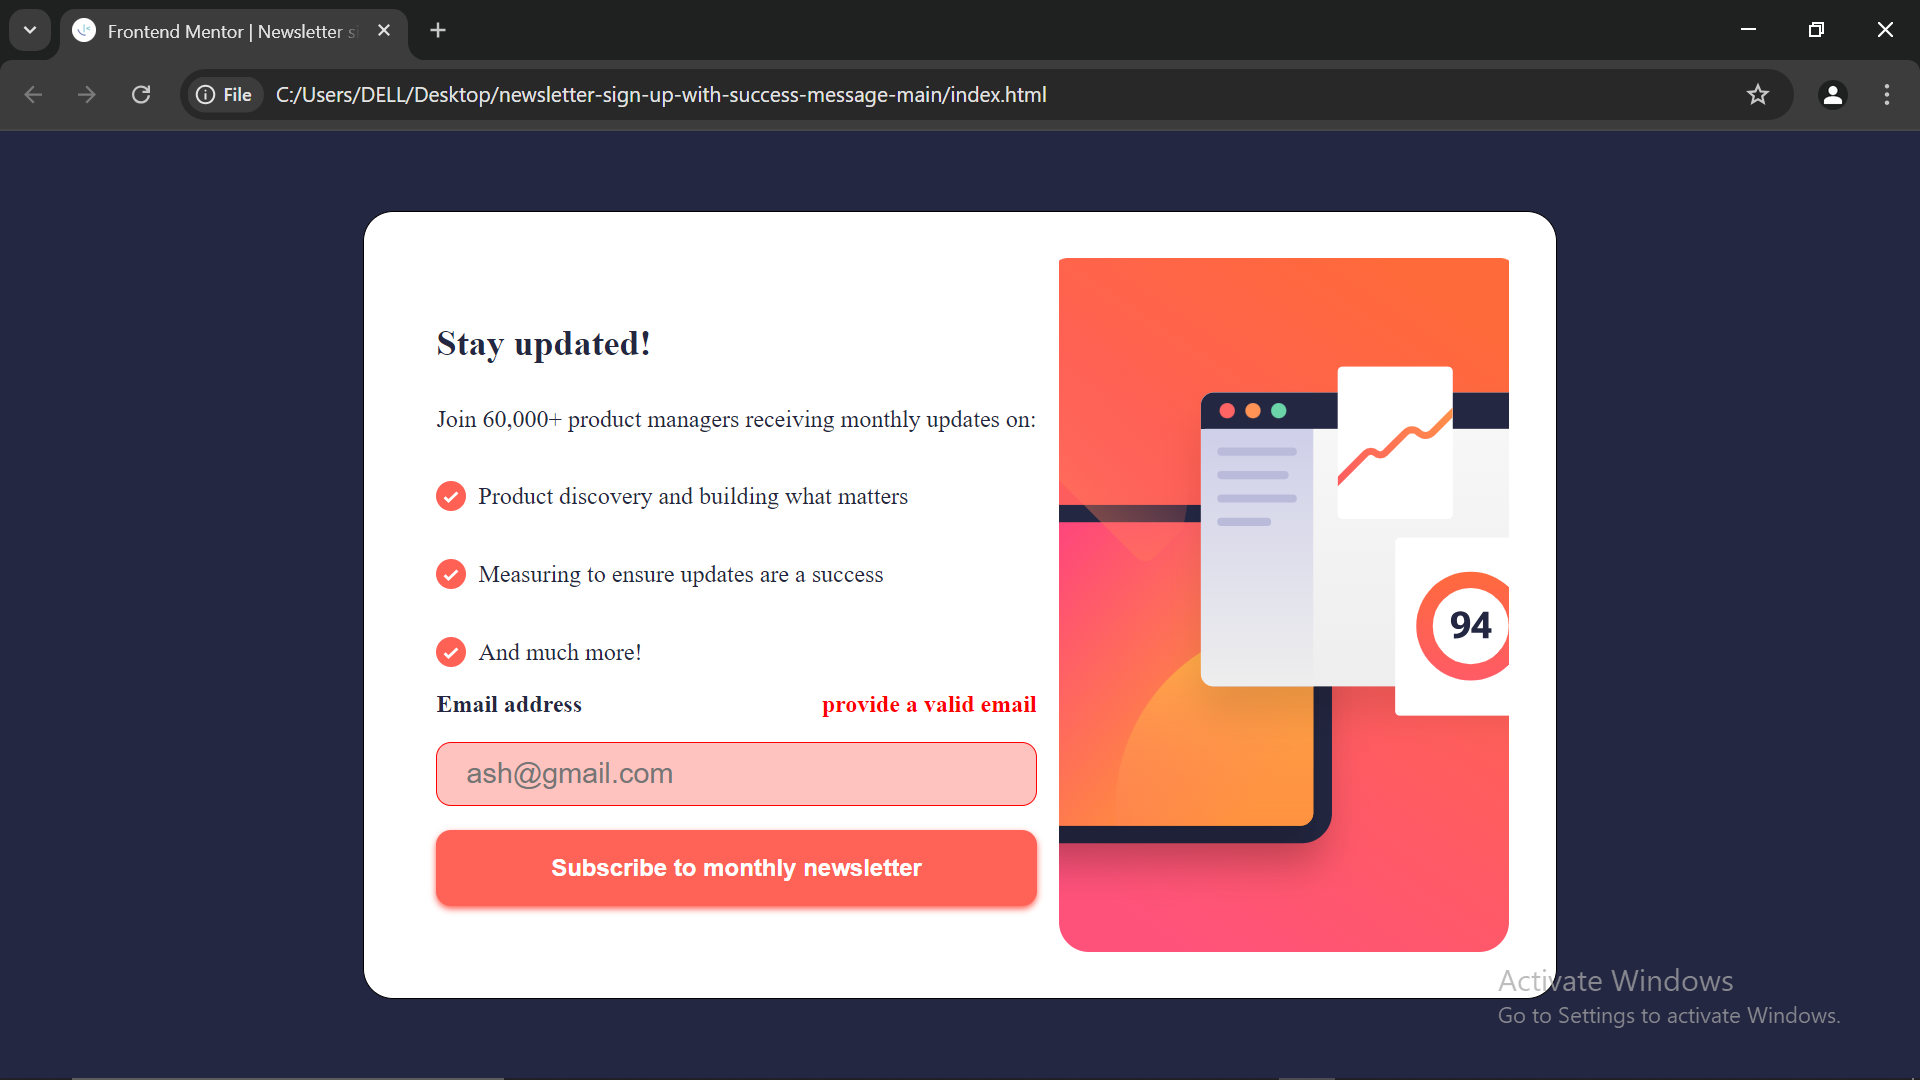 Frontend Mentor | Newsletter si
File
C:/Users/DELL/Desktop/newsletter-sign-up-with-success-message-main/index.html
Stay updated!
Join 60,000+ product managers receiving monthly updates on:
Product discovery and building what matters
Measuring to ensure updates are a success
And much more!
Email address
provide a valid email
ash@gmail.com
Subscribe to monthly newsletter
94
Activate Windows
Go to Settings to activate Windows.